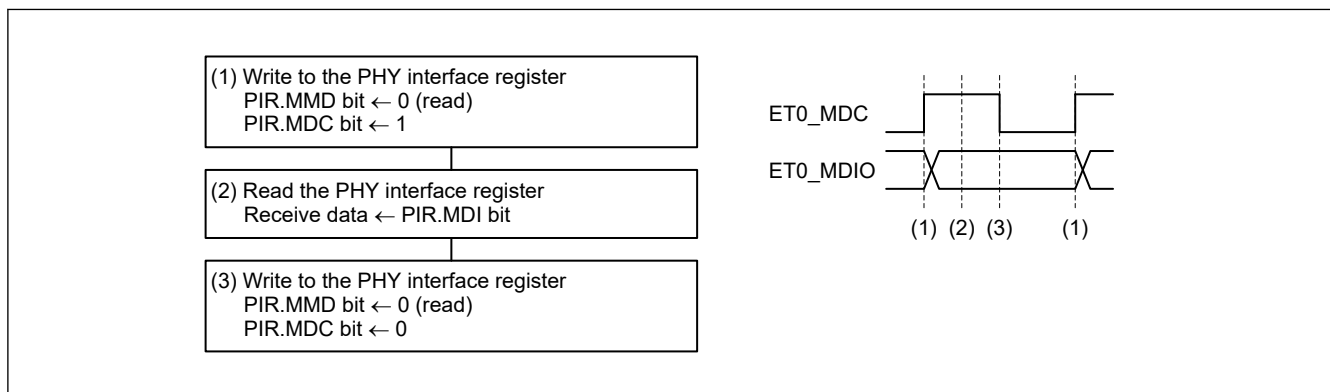 (1) Write to the PHY interface register
PIR.MMD bit ← 0 (read)
PIR.MDC bit ← 1
(2) Read the PHY interface register
Receive data ← PIR.MDI bit
(3) Write to the PHY interface register
PIR.MMD bit ← 0 (read)
PIR.MDC bit ← 0
ET0_MDC
ET0_MDIO
(1) (2) (3) (1)